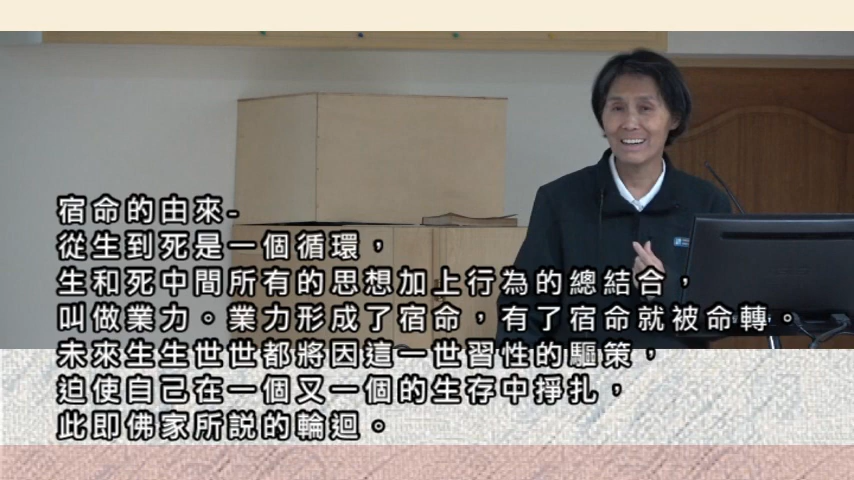 宿命的由來-
從生到死是一個循環，
生和死中間所有的思想加上行為的總結合，
叫做業力。業力形成了宿命，有了宿命就被命轉。
未來生生世世都將因這一世習性的驅策，
迫使自己在一個又一個的生存中掙扎，
此即佛家所說的輪迴。